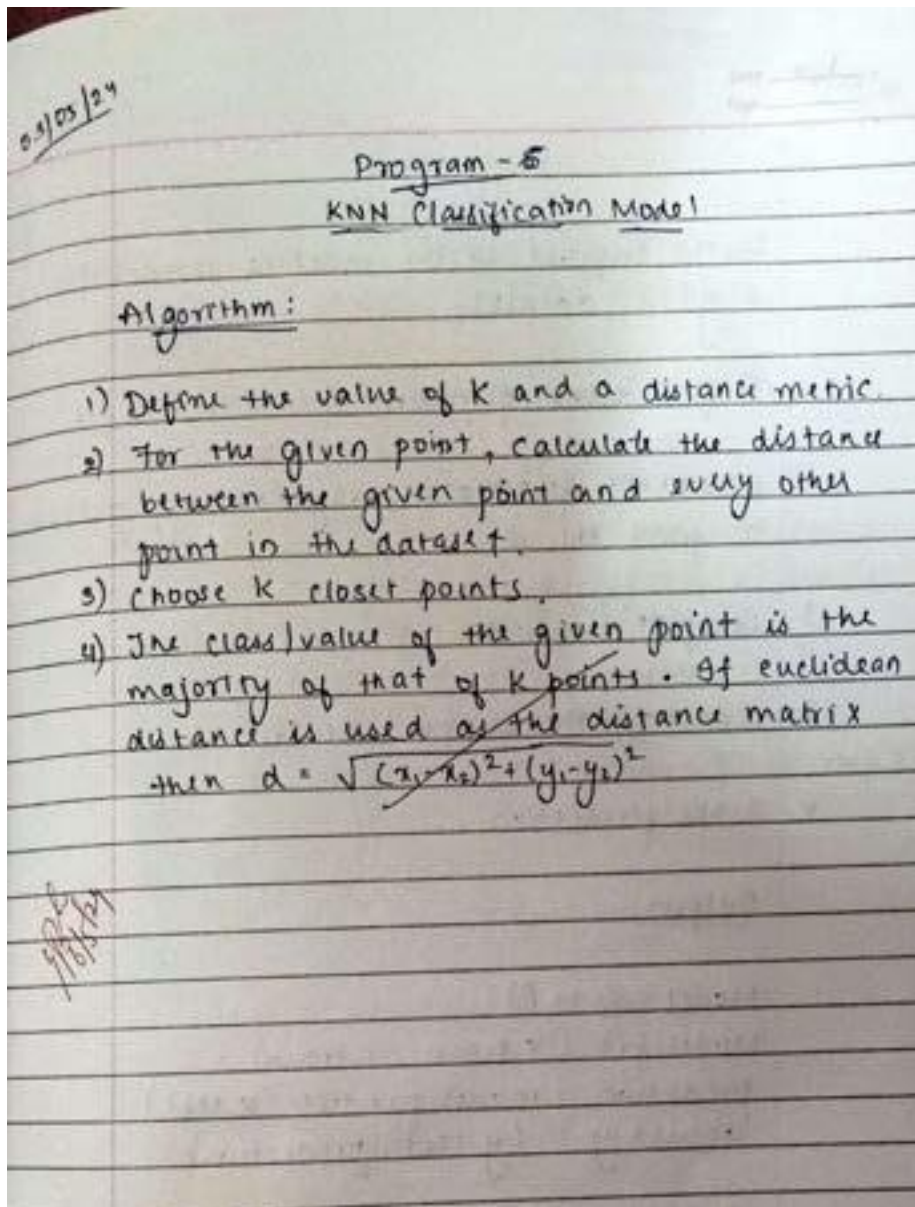 03/05/24
Program - 5
KNN Classification Model
Algorithm :
1) Define the value of K and a distance metric.
2) For the given point, calculate the distance
between the given point and every other
point in the dataset.
3) Choose K closet points.
4) The class/value of the given point is the
majority of that of K points. If euclidean
distance is used as the distance matrix
then d = √(x₁-x₂)²+(y₁-y₂)²